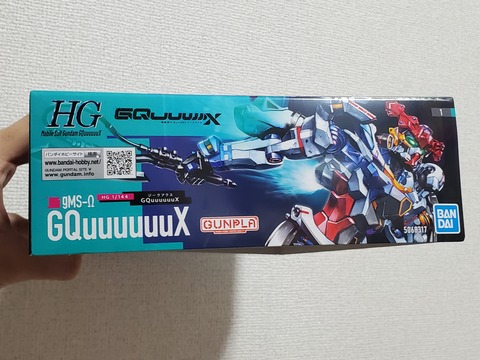 HG
Mobile Suit Gundam GQuuuuuuX
GQuuuuuuX
バンダイホビーサイト
www.bandai-hobby.net/
GUNDAM PORTAL SITE
www.gundam.info
gMS-Ω
HG 1/144
ジークアクス
GQuuuuuuX
GQuuuuuuX
GUNPLA
BAN
DAI
5068317